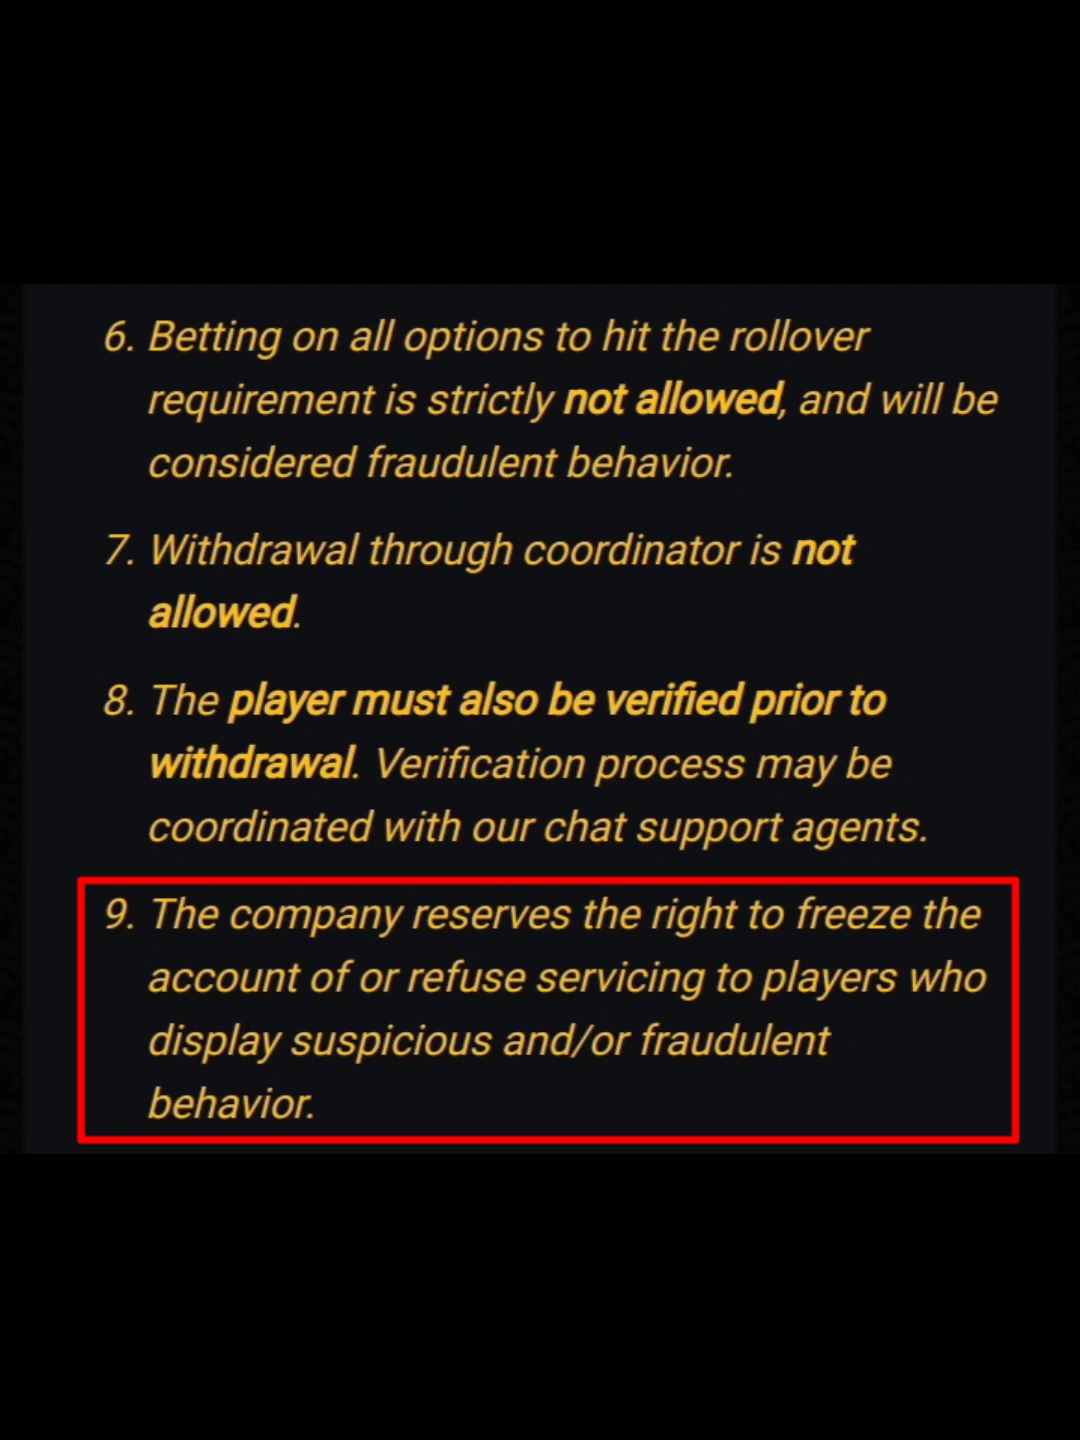 6. Betting on all options to hit the rollover
requirement is strictly not allowed, and will be
considered fraudulent behavior.
7. Withdrawal through coordinator is not
allowed.
8. The player must also be verified prior to
withdrawal. Verification process may be
coordinated with our chat support agents.
9. The company reserves the right to freeze the
account of or refuse servicing to players who
display suspicious and/or fraudulent
behavior.